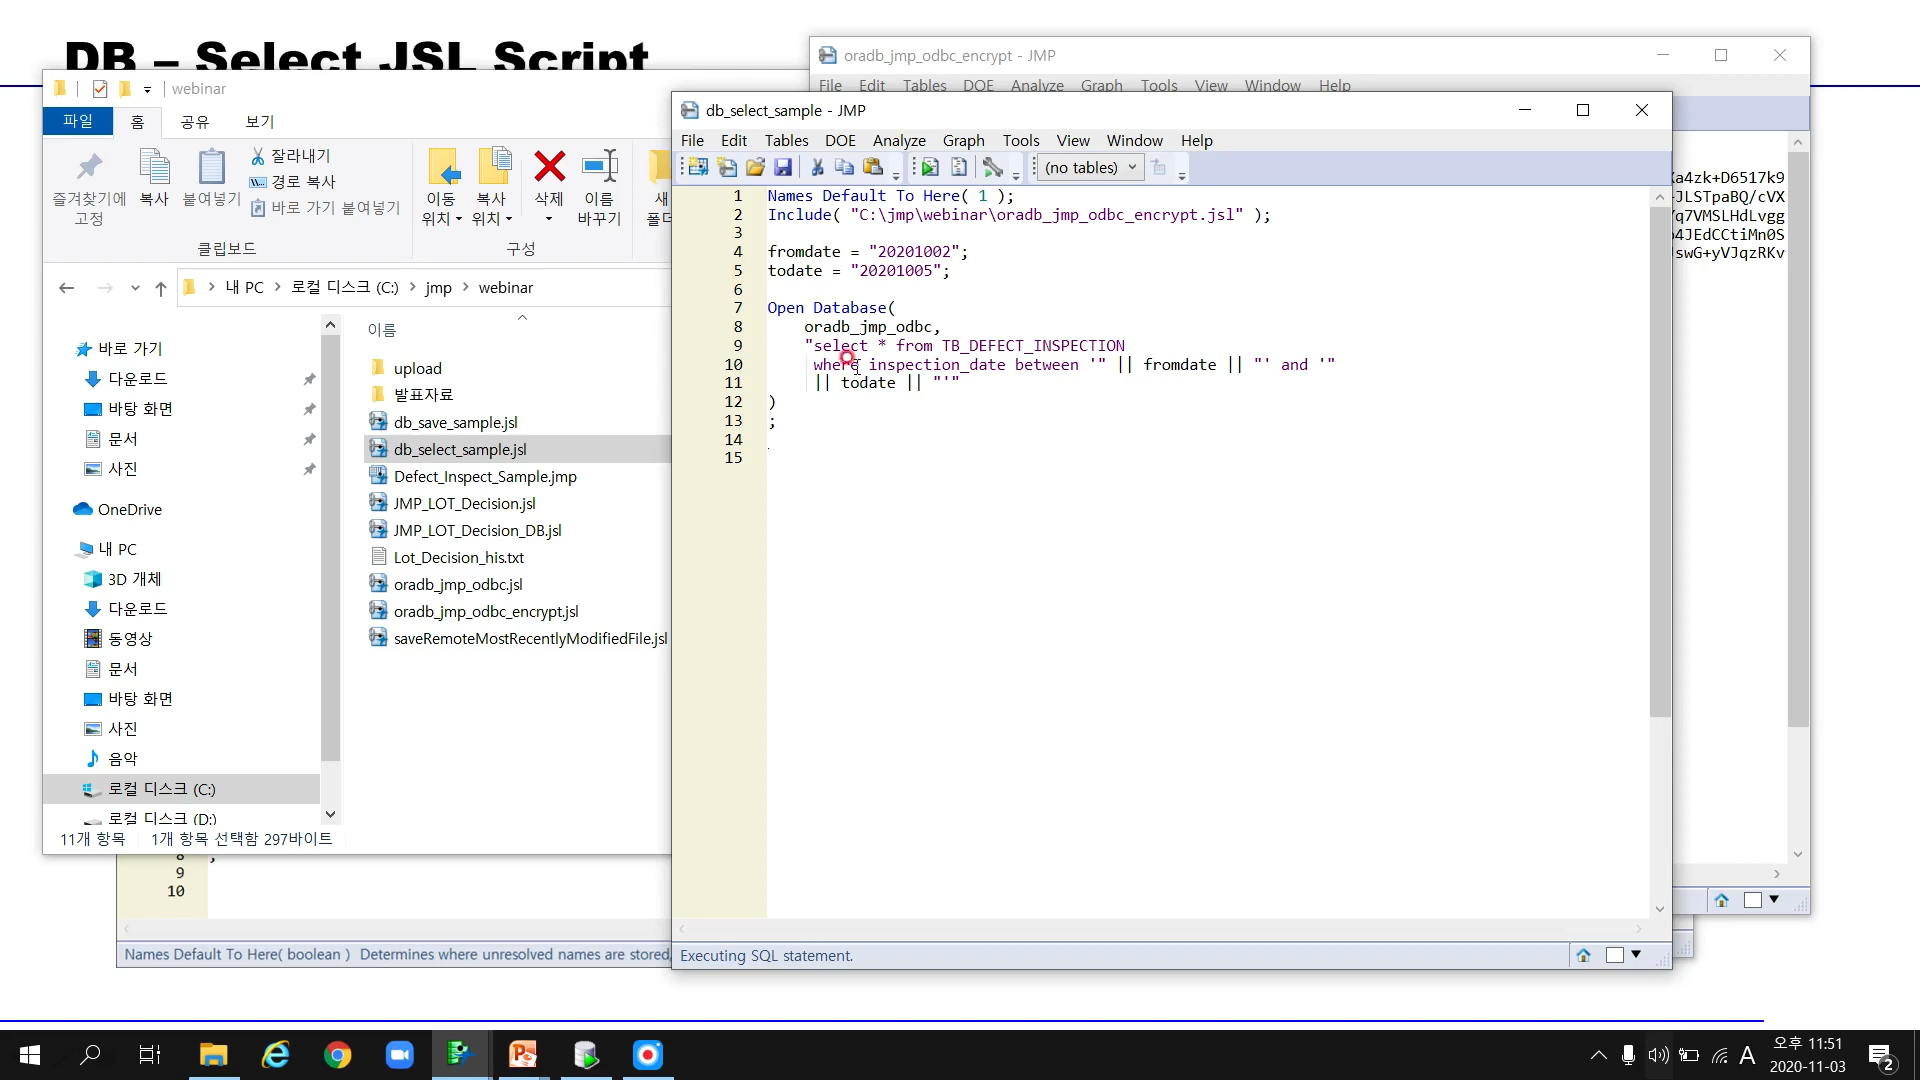 DB – Select JSL Script
webinar
파일
홈
공유
보기
즐겨찾기에
고정
복사
붙여넣기
잘라내기
경로 복사
바로 가기 붙여넣기
이동
위치
복사
위치
삭제
이름
바꾸기
새
클립보드
구성
내 PC > 로컬 디스크 (C:) > jmp > webinar
바로 가기
다운로드
바탕 화면
문서
사진
OneDrive
내 PC
3D 개체
다운로드
동영상
문서
바탕 화면
사진
음악
로컬 디스크 (C:)
로컬 디스크 (D:)
이름
upload
발표자료
db_save_sample.jsl
db_select_sample.jsl
Defect_Inspect_Sample.jmp
JMP_LOT_Decision.jsl
JMP_LOT_Decision_DB.jsl
Lot_Decision_his.txt
oradb_jmp_odbc.jsl
oradb_jmp_odbc_encrypt.jsl
saveRemoteMostRecentlyModifiedFile.jsl
11개 항목 1개 항목 선택함 297바이트
8 ,
9
10
Names Default To Here( boolean ) Determines where unresolved names are stored,
oradb_jmp_odbc_encrypt - JMP
File Edit Tables DOE Analyze Graph Tools View Window Help
a4zk+D6517k9
JLSTpaBQ/cVX
q7VMSLHdLvgg
4JEdCCtiMn0S
swG+yVJqzRKv
db_select_sample - JMP
File Edit Tables DOE Analyze Graph Tools View Window Help
(no tables)
1 Names Default To Here( 1 );
2 Include( "C:\jmp\webinar\oradb_jmp_odbc_encrypt.jsl" );
3
4 fromdate = "20201002";
5 todate = "20201005";
6
7 Open Database(
8 oradb_jmp_odbc,
9 "select * from TB_DEFECT_INSPECTION
10 where inspection_date between '" || fromdate || "' and '"
11 || todate || "'"
12 )
13 ;
14
15
Executing SQL statement.
A
오후 11:51
2020-11-03
2